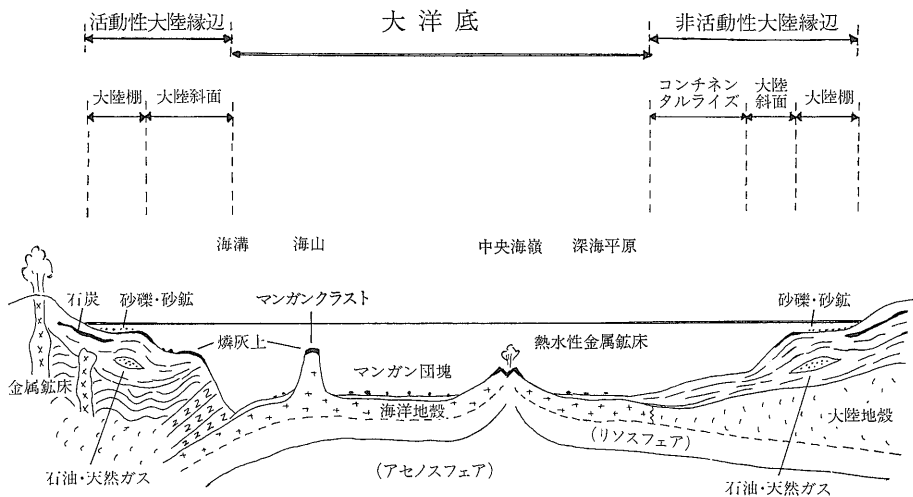 活動性大陸縁辺
大洋底
非活動性大陸縁辺
大陸棚
大陸斜面
コンチネン
タルライズ
大陸
斜面
大陸棚
海溝
海山
中央海嶺
深海平原
石炭
砂礫・砂鉱
マンガンクラスト
砂礫・砂鉱
燐灰上
熱水性金属鉱床
マンガン団塊
金属鉱床
海洋地殻
大陸地殻
(リソスフェア)
(アセノスフェア)
石油・天然ガス
石油・天然ガス